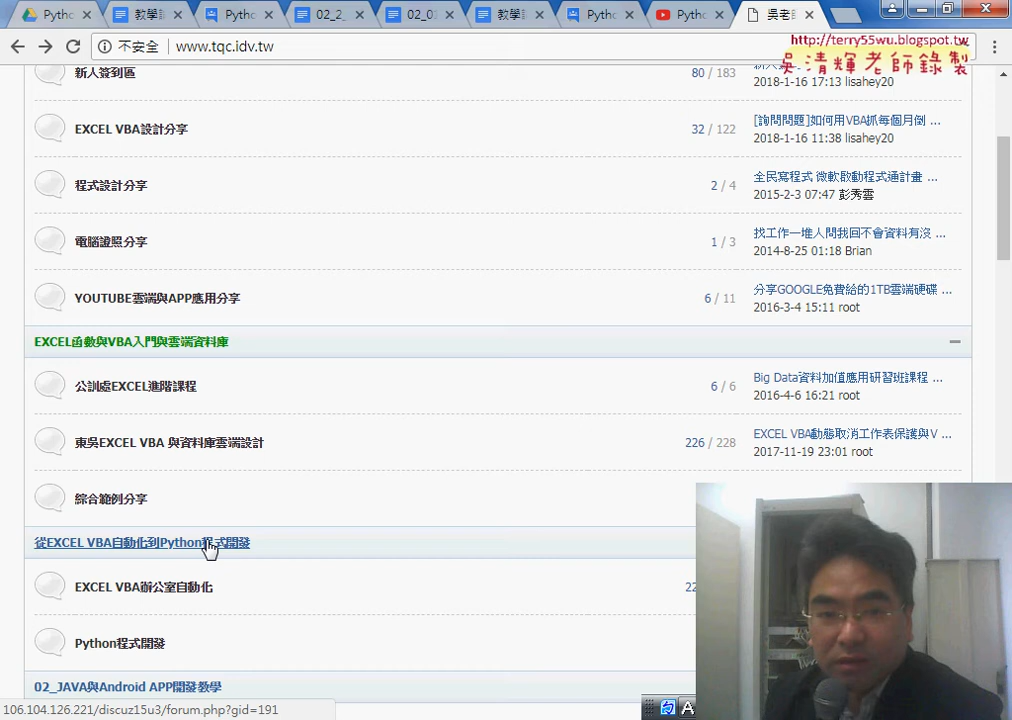 Pytho
教學記
Pytho
02_2_
02_01
教學記
Pytho
Pytho
吳老師
不安全 www.tqc.idv.tw
http://terry55wu.blogspot.tw
吳清輝老師錄製
新人簽到區
80 / 183
2018-1-16 17:13 lisahey20
EXCEL VBA設計分享
32 / 122
[詢問問題]如何用VBA抓每個月倒 ...
2018-1-16 11:38 lisahey20
程式設計分享
2 / 4
全民寫程式 微軟啟動程式通計畫 ...
2015-2-3 07:47 彭秀雲
電腦證照分享
1 / 3
找工作一堆人問我回不會資料有沒 ...
2014-8-25 01:18 Brian
YOUTUBE雲端與APP應用分享
6 / 11
分享GOOGLE免費給的1TB雲端硬碟 ...
2016-3-4 15:11 root
EXCEL函數與VBA入門與雲端資料庫
公訓處EXCEL進階課程
6 / 6
Big Data資料加值應用研習班課程 ...
2016-4-6 16:21 root
東吳EXCEL VBA 與資料庫雲端設計
226 / 228
EXCEL VBA動態取消工作表保護與V ...
2017-11-19 23:01 root
綜合範例分享
從EXCEL VBA自動化到Python程式開發
EXCEL VBA辦公室自動化
22
Python程式開發
02_JAVA與Android APP開發教學
106.104.126.221/discuz15u3/forum.php?gid=191
A